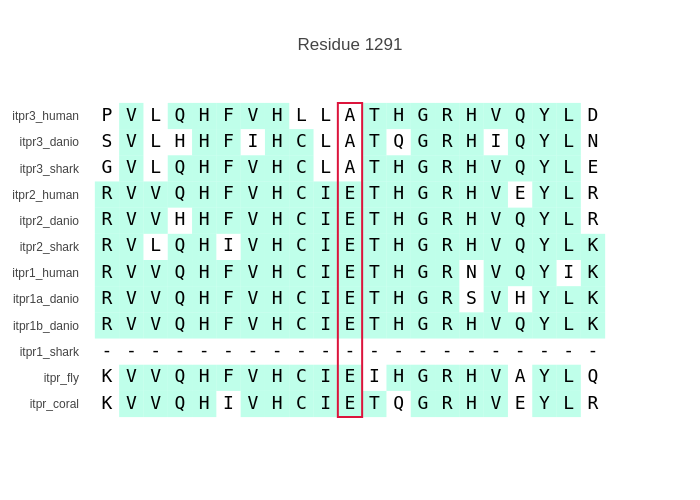 Residue 1291
itpr3_human P V L Q H F V H L L A T H G R H V Q Y L D
itpr3_danio S V L H H F I H C L A T Q G R H I Q Y L N
itpr3_shark G V L Q H F V H C L A T H G R H V Q Y L E
itpr2_human R V V Q H F V H C I E T H G R H V E Y L R
itpr2_danio R V V H H F V H C I E T H G R H V Q Y L R
itpr2_shark R V L Q H I V H C I E T H G R H V Q Y L K
itpr1_human R V V Q H F V H C I E T H G R N V Q Y I K
itpr1a_danio R V V Q H F V H C I E T H G R S V H Y L K
itpr1b_danio R V V Q H F V H C I E T H G R H V Q Y L K
itpr1_shark - - - - - - - - - - - - - - - - - - - - -
itpr_fly K V V Q H F V H C I E I H G R H V A Y L Q
itpr_coral K V V Q H I V H C I E T Q G R H V E Y L R